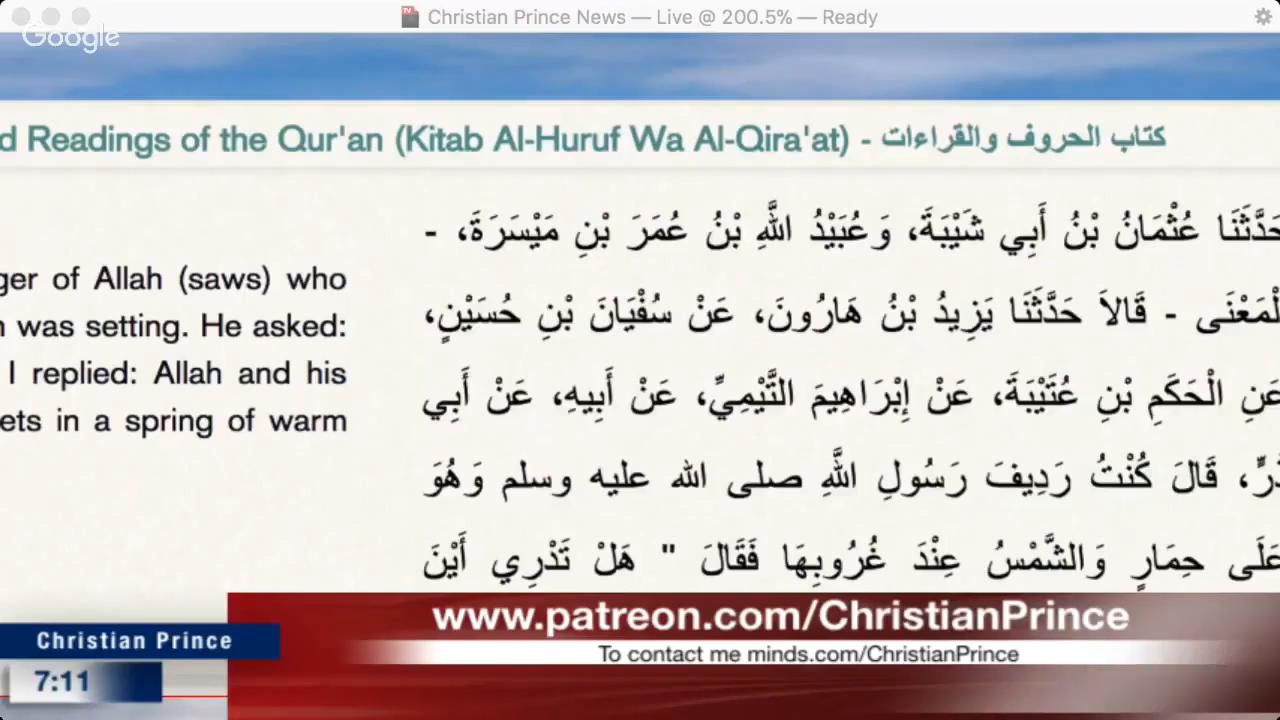 Christian Prince News — Live @ 200.5% — Ready
Google
d Readings of the Qur'an (Kitab Al-Huruf Wa Al-Qira'at) - كتاب الحروف والقراءات
ger of Allah (saws) who
was setting. He asked:
I replied: Allah and his
ets in a spring of warm
حَدَّثَنَا عُثْمَانُ بْنُ أَبِي شَيْبَةَ، وَعُبَيْدُ اللَّهِ بْنُ عُمَرَ بْنِ مَيْسَرَةَ، -
لْمَعْنَى - قَالاَ حَدَّثَنَا يَزِيدُ بْنُ هَارُونَ، عَنْ سُفْيَانَ بْنِ حُسَيْنٍ،
عَنِ الْحَكَمِ بْنِ عُتَيْبَةَ، عَنْ إِبْرَاهِيمَ التَّيْمِيِّ، عَنْ أَبِيهِ، عَنْ أَبِي
ذَرٍّ، قَالَ كُنْتُ رَدِيفَ رَسُولِ اللَّهِ صلى الله عليه وسلم وَهُوَ
عَلَى حِمَارٍ وَالشَّمْسُ عِنْدَ غُرُوبِهَا فَقَالَ " هَلْ تَدْرِي أَيْنَ
www.patreon.com/ChristianPrince
To contact me minds.com/ChristianPrince
Christian Prince
7:11